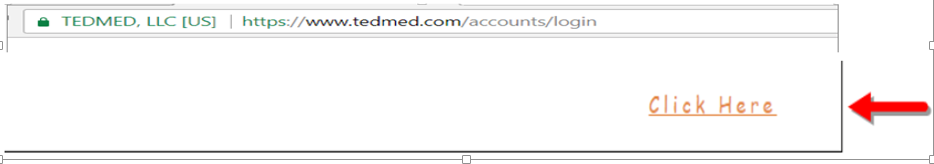 TEDMED, LLC [US] | https://www.tedmed.com/accounts/login
Click Here